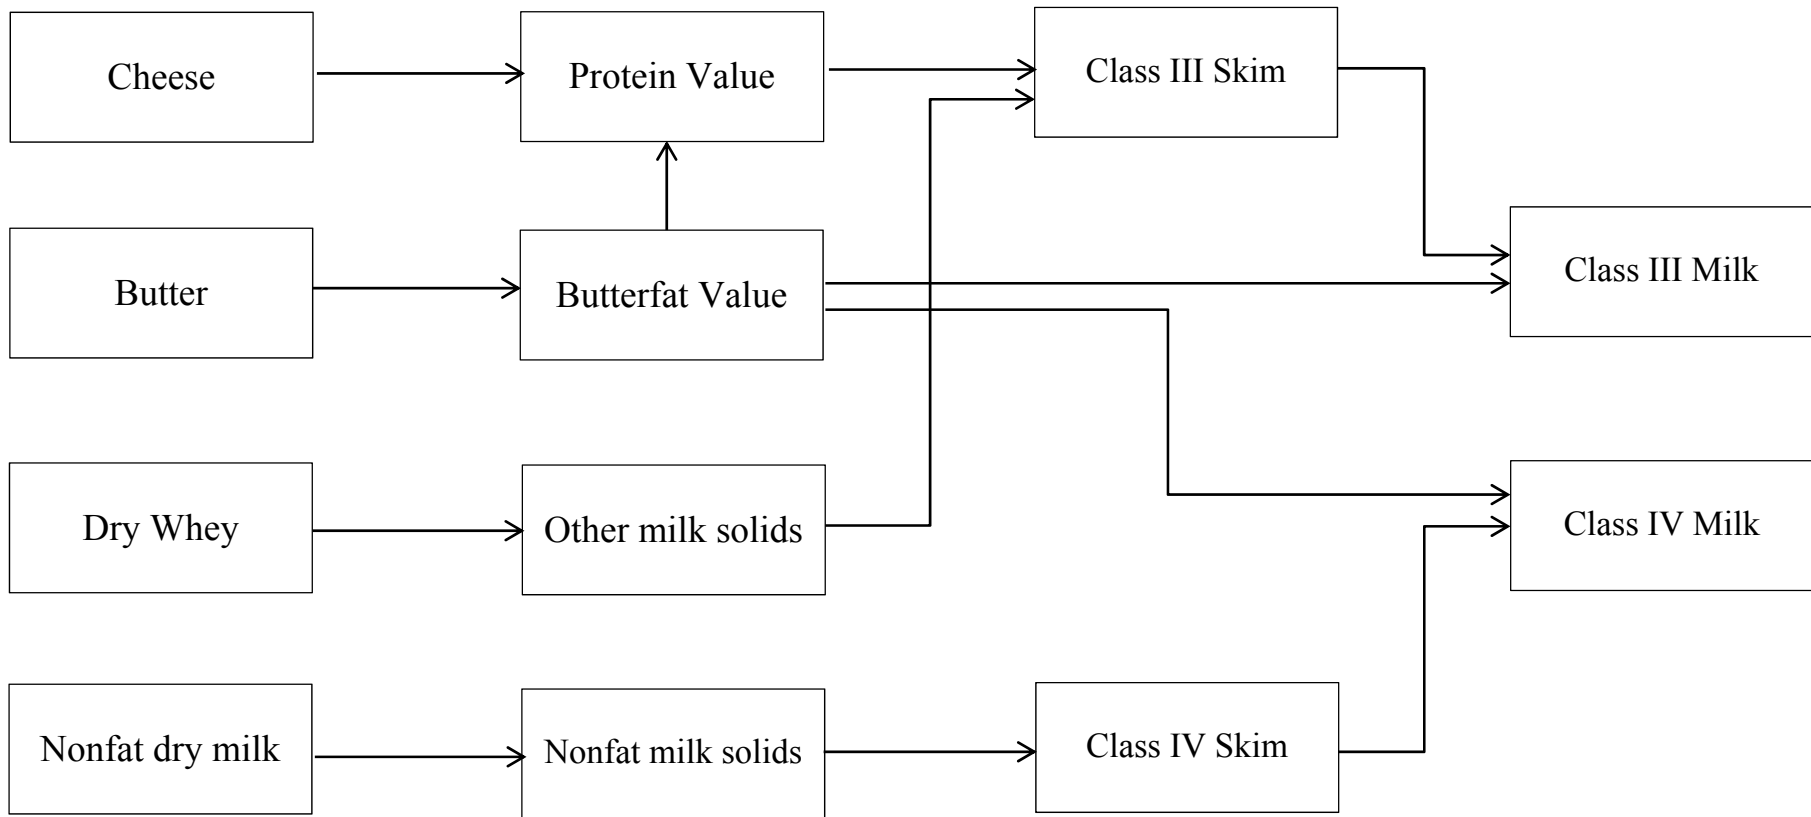 Cheese
Protein Value
Class III Skim
Butter
Butterfat Value
Class III Milk
Dry Whey
Other milk solids
Class IV Milk
Nonfat dry milk
Nonfat milk solids
Class IV Skim